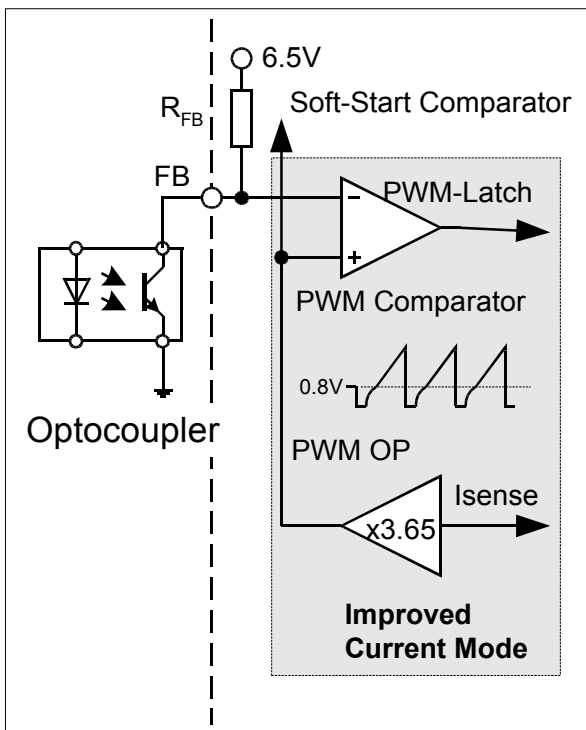 6.5V
RFB
Soft-Start Comparator
FB
PWM-Latch
PWM Comparator
0.8V
Optocoupler
PWM OP
Isense
x3.65
Improved
Current Mode